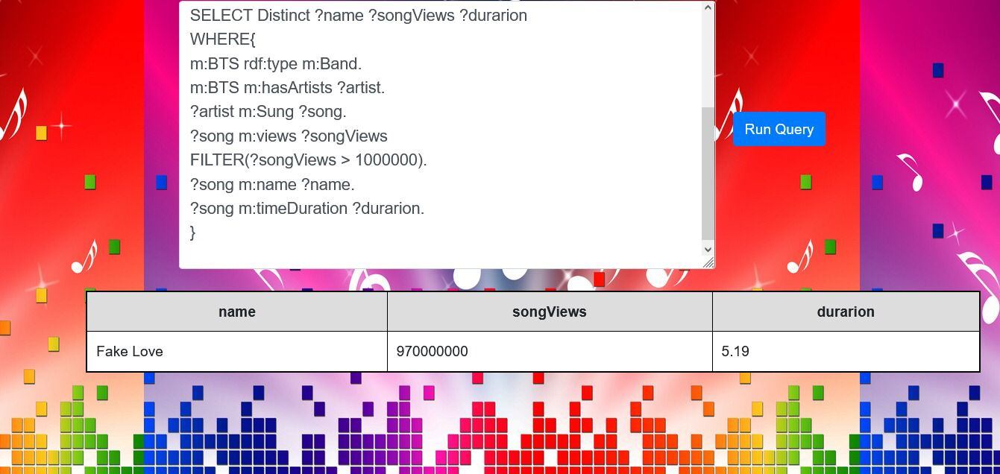 SELECT Distinct ?name ?songViews ?durarion
WHERE{
m:BTS rdf:type m:Band.
m:BTS m:hasArtists ?artist.
?artist m:Sung ?song.
?song m:views ?songViews
FILTER(?songViews > 1000000).
?song m:name ?name.
?song m:timeDuration ?durarion.
}
Run Query
name songViews durarion
Fake Love 970000000 5.19